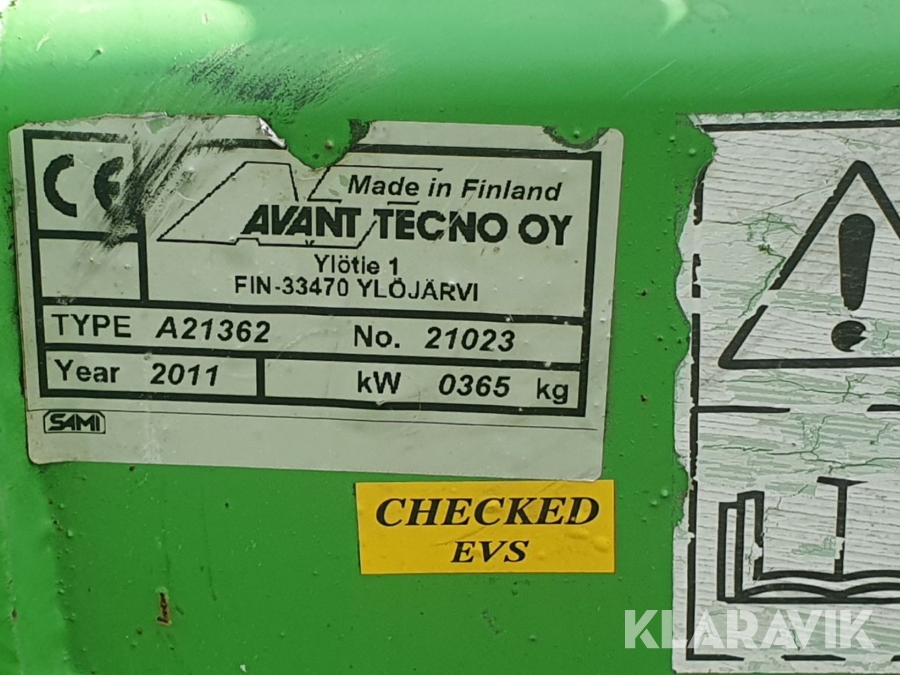 CE
Made in Finland
AVANT TECNO OY
Ylötie 1
FIN-33470 YLÖJÄRVI
TYPE A21362 No. 21023
Year 2011 kW 0365 kg
SAMI
CHECKED
EVS
KLARAVIK